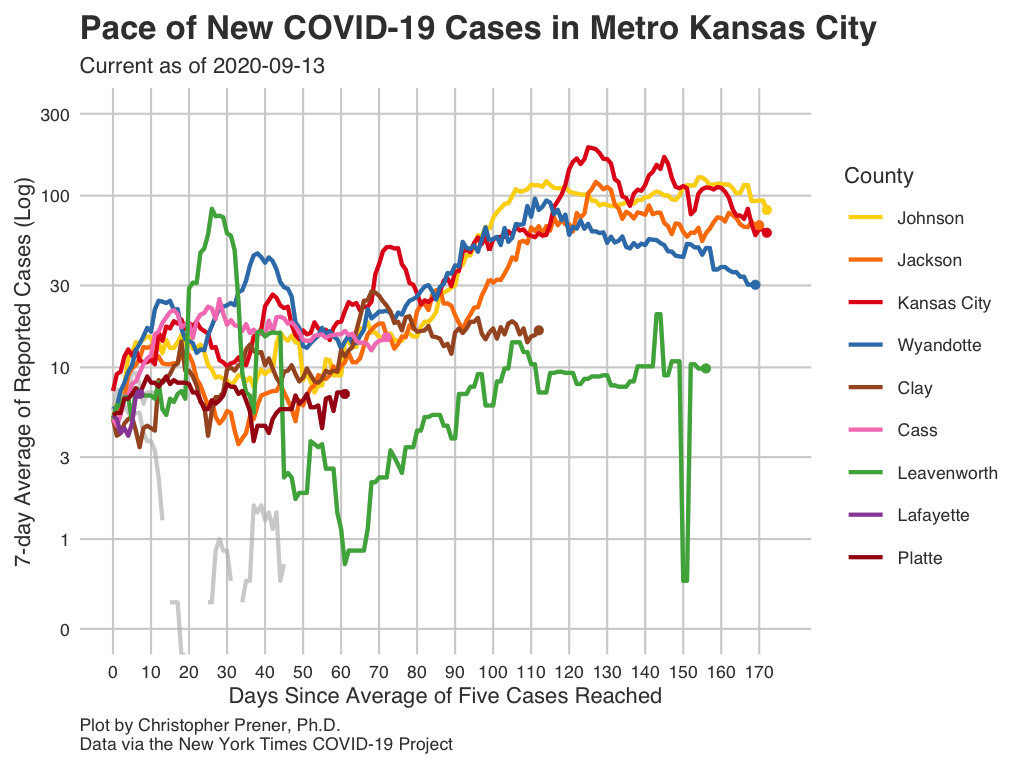 Pace of New COVID-19 Cases in Metro Kansas City
Current as of 2020-09-13
7-day Average of Reported Cases (Log)
300
100
30
10
3
1
0
0 10 20 30 40 50 60 70 80 90 100 110 120 130 140 150 160 170
Days Since Average of Five Cases Reached
County
Johnson
Jackson
Kansas City
Wyandotte
Clay
Cass
Leavenworth
Lafayette
Platte
Plot by Christopher Prener, Ph.D.
Data via the New York Times COVID-19 Project